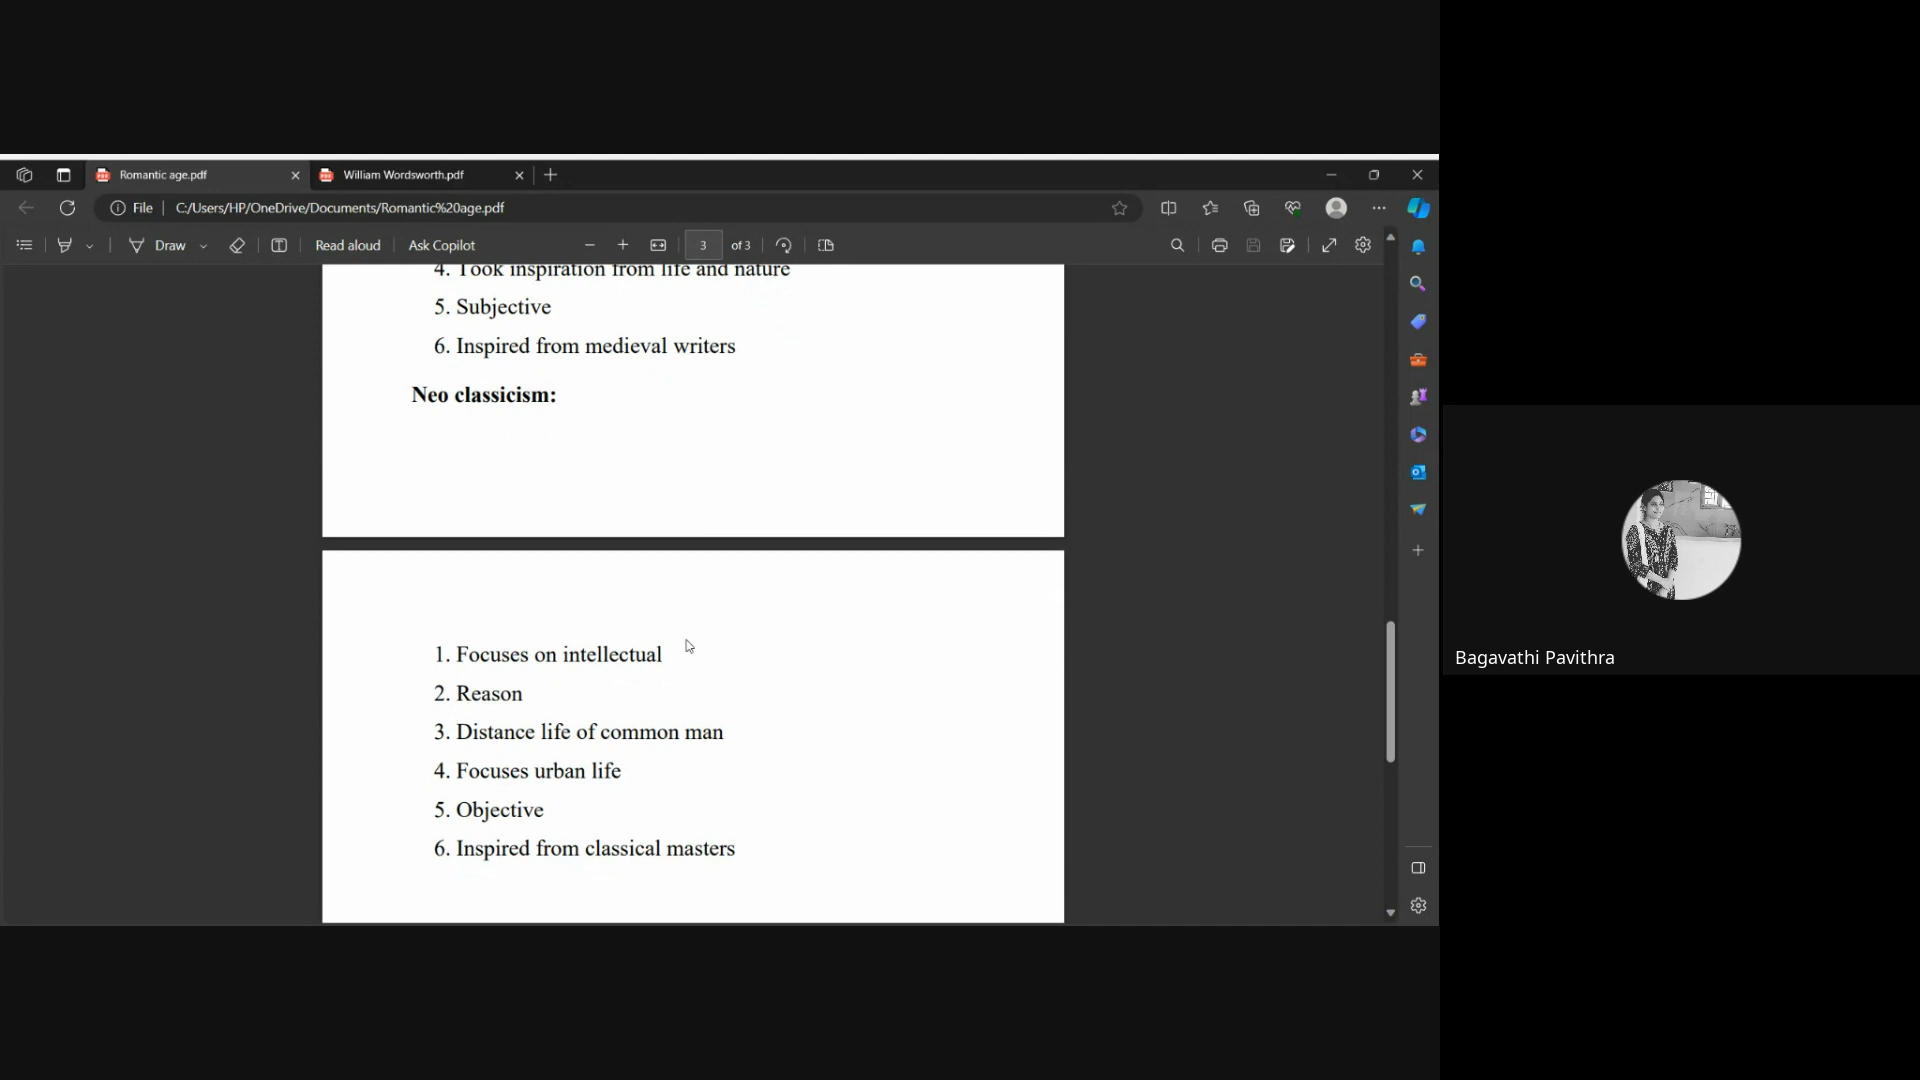 Romantic age.pdf
William Wordsworth.pdf
File
C:/Users/HP/OneDrive/Documents/Romantic%20age.pdf
Draw
Read aloud
Ask Copilot
3 of 3
4. Took inspiration from life and nature
5. Subjective
6. Inspired from medieval writers
Neo classicism:
1. Focuses on intellectual
2. Reason
3. Distance life of common man
4. Focuses urban life
5. Objective
6. Inspired from classical masters
Bagavathi Pavithra